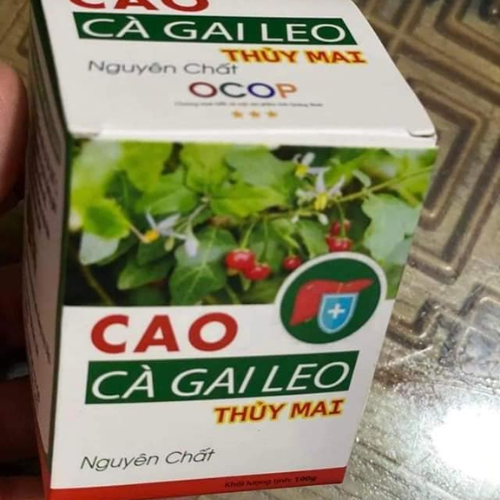 CAO
CÀ GAI LEO
THỦY MAI
Nguyên Chất
OCOP
CAO
CÀ GAI LEO
THỦY MAI
Nguyên Chất
Khối lượng tịnh: 100g